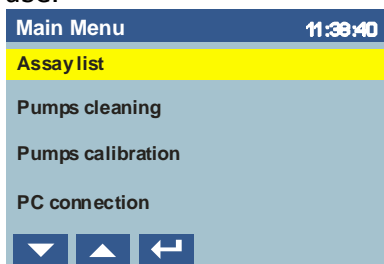 Main Menu 11:38:40
Assay list
Pumps cleaning
Pumps calibration
PC connection